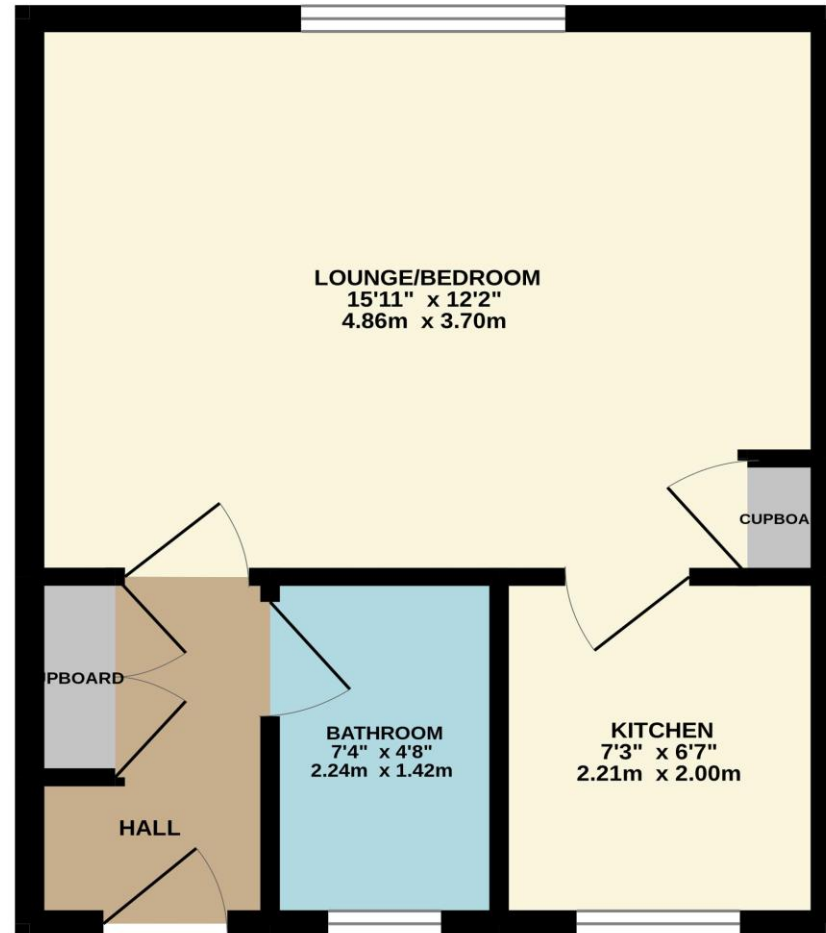 LOUNGE/BEDROOM
15'11" x 12'2"
4.86m x 3.70m
CUPBOA
UPBOARD
BATHROOM
7'4" x 4'8"
2.24m x 1.42m
KITCHEN
7'3" x 6'7"
2.21m x 2.00m
HALL